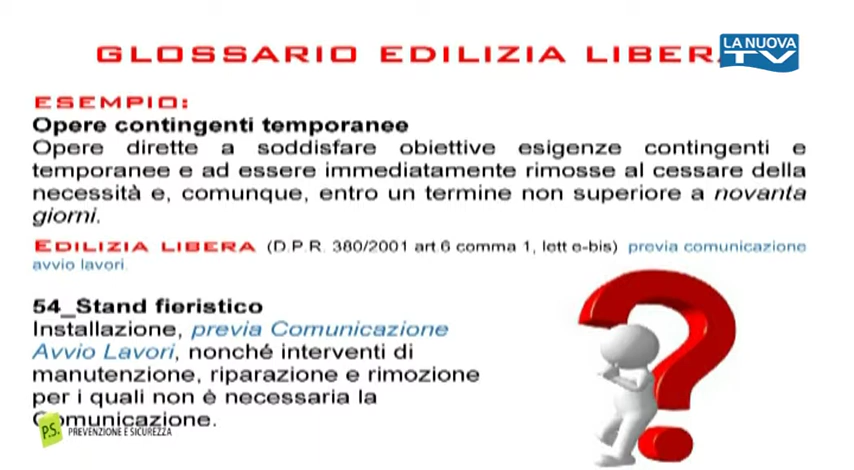 GLOSSARIO EDILIZIA LIBERA
LA NUOVA
TV
ESEMPIO:
Opere contingenti temporanee
Opere dirette a soddisfare obiettive esigenze contingenti e
temporanee e ad essere immediatamente rimosse al cessare della
necessità e, comunque, entro un termine non superiore a novanta
giorni.
EDILIZIA LIBERA (D.P.R. 380/2001 art 6 comma 1, lett e-bis) previa comunicazione
avvio lavori.
54_Stand fieristico
Installazione, previa Comunicazione
Avvio Lavori, nonché interventi di
manutenzione, riparazione e rimozione
per i quali non è necessaria la
Comunicazione.
P.S. PREVENZIONE E SICUREZZA